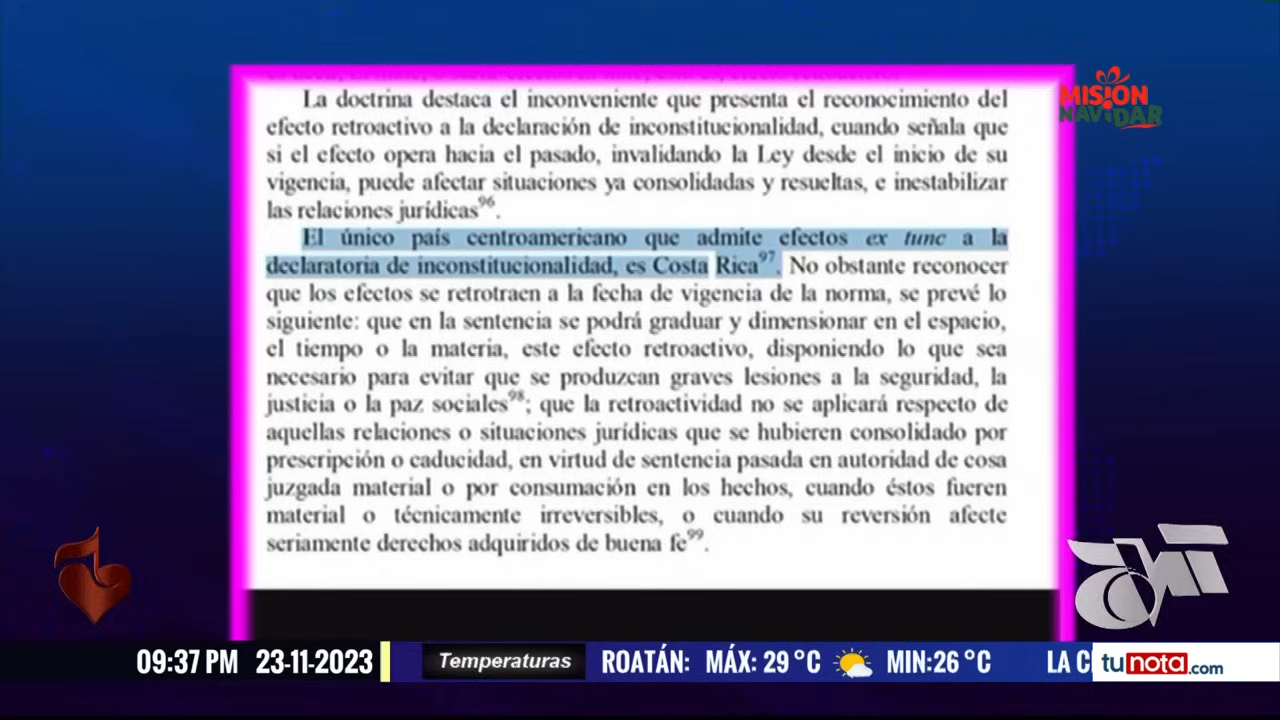 La doctrina destaca el inconveniente que presenta el reconocimiento del
efecto retroactivo a la declaración de inconstitucionalidad, cuando señala que
si el efecto opera hacia el pasado, invalidando la Ley desde el inicio de su
vigencia, puede afectar situaciones ya consolidadas y resueltas, e inestabilizar
las relaciones jurídicas96.
El único país centroamericano que admite efectos ex tunc a la
declaratoria de inconstitucionalidad, es Costa Rica97. No obstante reconocer
que los efectos se retrotraen a la fecha de vigencia de la norma, se prevé lo
siguiente: que en la sentencia se podrá graduar y dimensionar en el espacio,
el tiempo o la materia, este efecto retroactivo, disponiendo lo que sea
necesario para evitar que se produzcan graves lesiones a la seguridad, la
justicia o la paz sociales98; que la retroactividad no se aplicará respecto de
aquellas relaciones o situaciones jurídicas que se hubieren consolidado por
prescripción o caducidad, en virtud de sentencia pasada en autoridad de cosa
juzgada material o por consumación en los hechos, cuando éstos fueren
material o técnicamente irreversibles, o cuando su reversión afecte
seriamente derechos adquiridos de buena fe99.
MISIÓN
NAVIDAR
09:37 PM 23-11-2023 Temperaturas ROATÁN: MÁX: 29 °C MIN:26 °C LA C tunota.com